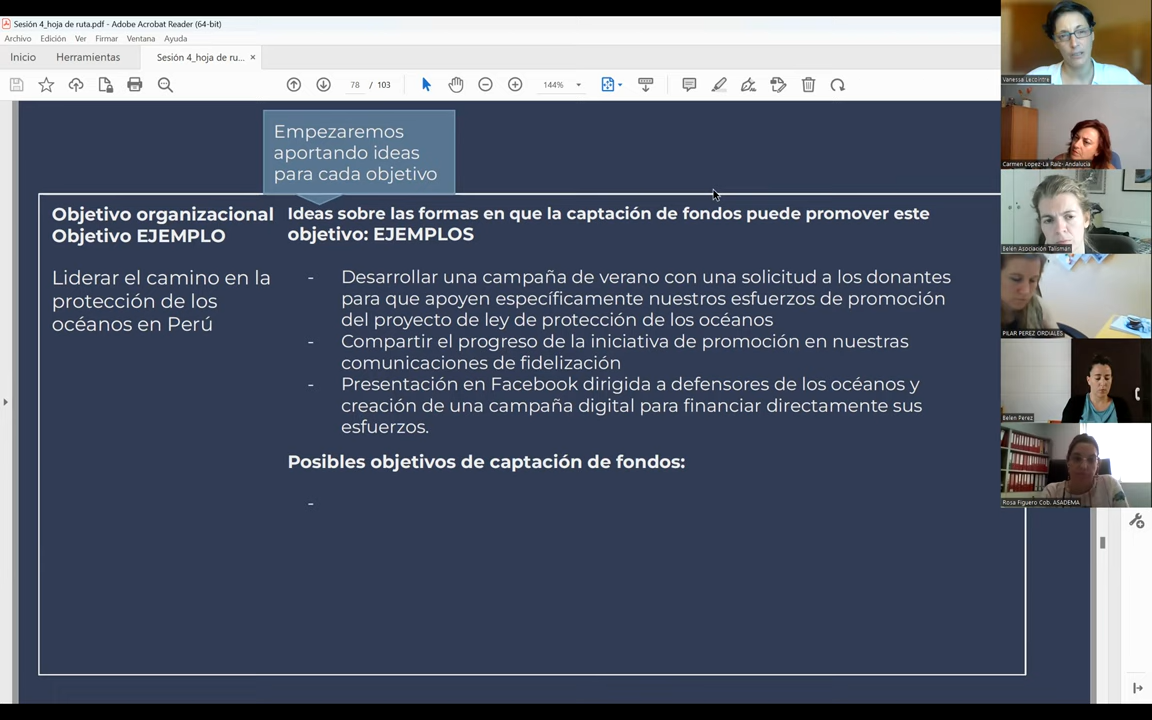 Sesión 4_hoja de ruta.pdf - Adobe Acrobat Reader (64-bit)
Archivo Edición Ver Firmar Ventana Ayuda
Inicio Herramientas Sesión 4_hoja de ru... ×
78 / 103 144%
Empezaremos
aportando ideas
para cada objetivo
Objetivo organizacional
Objetivo EJEMPLO
Liderar el camino en la
protección de los
océanos en Perú
Ideas sobre las formas en que la captación de fondos puede promover este
objetivo: EJEMPLOS
- Desarrollar una campaña de verano con una solicitud a los donantes
para que apoyen específicamente nuestros esfuerzos de promoción
del proyecto de ley de protección de los océanos
- Compartir el progreso de la iniciativa de promoción en nuestras
comunicaciones de fidelización
- Presentación en Facebook dirigida a defensores de los océanos y
creación de una campaña digital para financiar directamente sus
esfuerzos.
Posibles objetivos de captación de fondos:
-
Vanessa Lecointre
Carmen Lopez-La Raiz- Andalucia
Belen Asociación Talisman
PILAR PEREZ ORDIALES
Belen Perez
Rosa Figuero Cob. ASADEMA